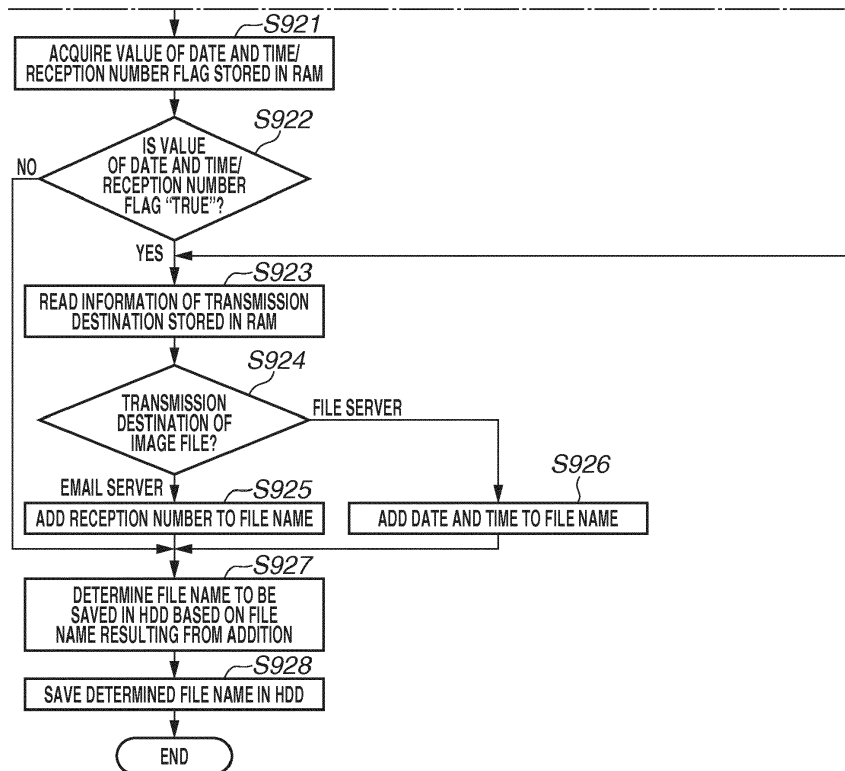 S921
ACQUIRE VALUE OF DATE AND TIME/
RECEPTION NUMBER FLAG STORED IN RAM
S922
IS VALUE
OF DATE AND TIME/
RECEPTION NUMBER
FLAG “TRUE”?
NO
YES
S923
READ INFORMATION OF TRANSMISSION
DESTINATION STORED IN RAM
S924
TRANSMISSION
DESTINATION OF
IMAGE FILE?
FILE SERVER
EMAIL SERVER
S925
ADD RECEPTION NUMBER TO FILE NAME
S926
ADD DATE AND TIME TO FILE NAME
S927
DETERMINE FILE NAME TO BE
SAVED IN HDD BASED ON FILE
NAME RESULTING FROM ADDITION
S928
SAVE DETERMINED FILE NAME IN HDD
END